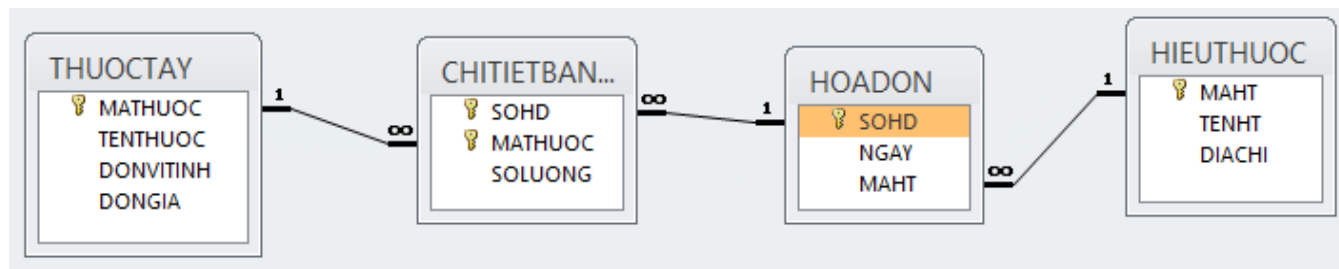 THUOCTAY
MATHUOC
TENTHUOC
DONVITINH
DONGIA
1
∞
CHITIETBAN...
SOHD
MATHUOC
SOLUONG
∞
1
HOADON
SOHD
NGAY
MAHT
∞
1
HIEUTHUOC
MAHT
TENHT
DIACHI